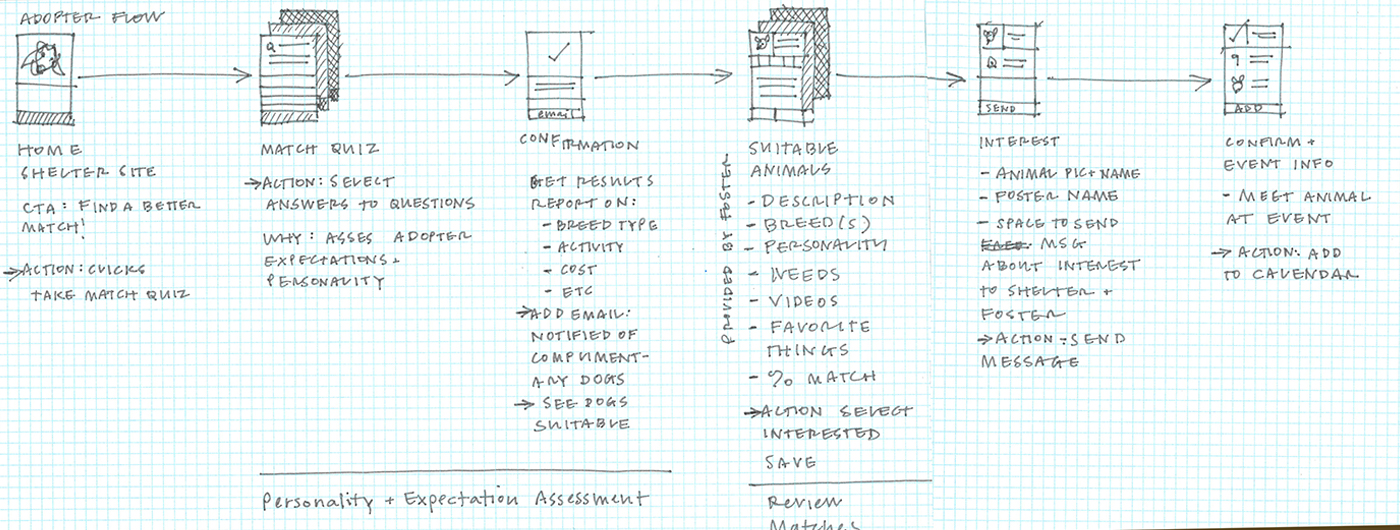 ADOPTER FLOW
HOME
SHELTER SITE
CTA: FIND A BETTER
MATCH!
→ACTION: CLICKS
TAKE MATCH QUIZ
Q
MATCH QUIZ
→ACTION: SELECT
ANSWERS TO QUESTIONS
WHY: ASSES ADOPTER
EXPECTATIONS +
PERSONALITY
email
CONFIRMATION
GET RESULTS
REPORT ON:
- BREED TYPE
- ACTIVITY
- COST
- ETC
→ADD EMAIL:
NOTIFIED OF
COMPLIMENT-
ARY DOGS
→ SEE DOGS
SUITABLE
Personality + Expectation Assessment
SUITABLE
ANIMALS
PROVIDED BY FOSTER
- DESCRIPTION
- BREED(S)
- PERSONALITY
- NEEDS
- VIDEOS
- FAVORITE
THINGS
- % MATCH
→ACTION SELECT
INTERESTED
SAVE
Review
Matches
SEND
INTEREST
- ANIMAL PIC + NAME
- FOSTER NAME
- SPACE TO SEND
MSG
ABOUT INTEREST
TO SHELTER +
FOSTER
→ACTION: SEND
MESSAGE
ADD
CONFIRM +
EVENT INFO
- MEET ANIMAL
AT EVENT
→ ACTION: ADD
TO CALENDAR